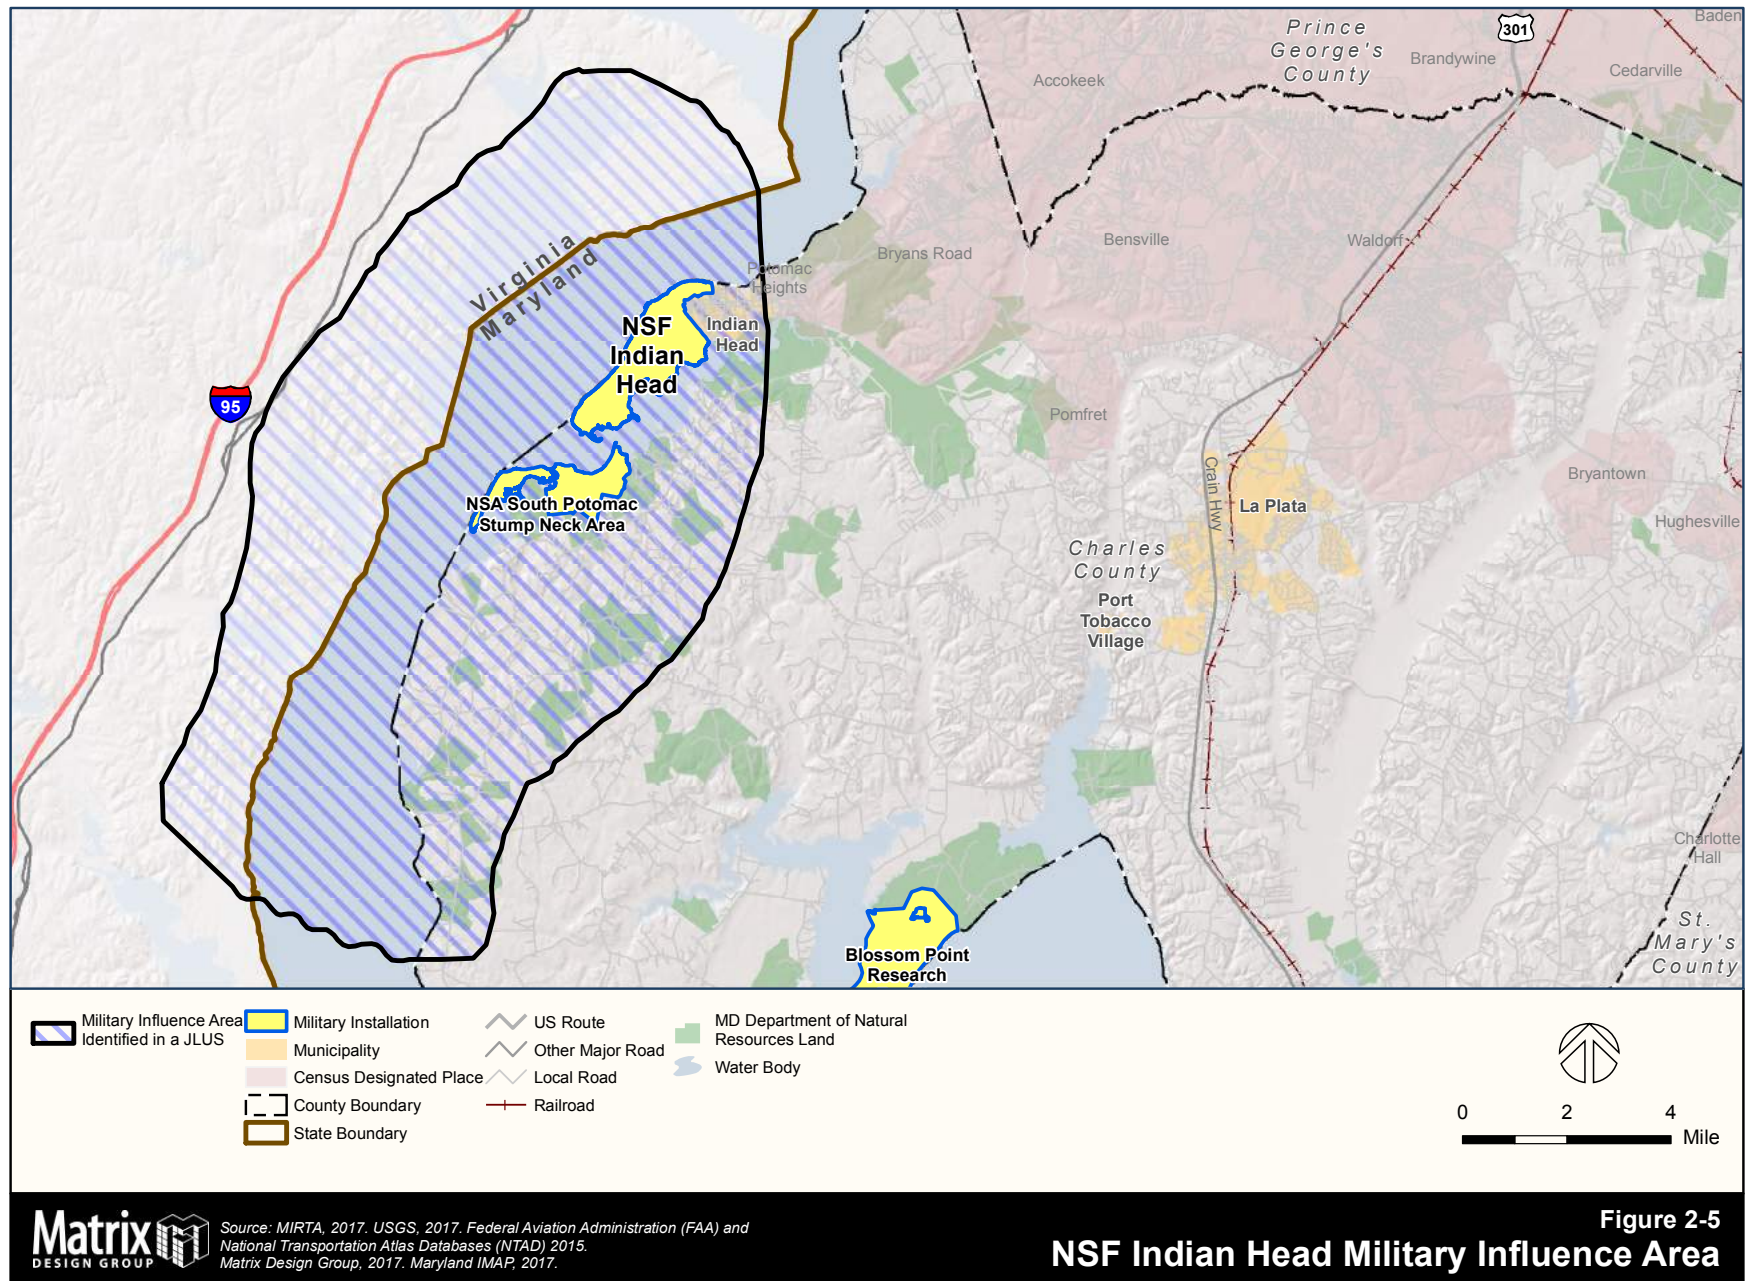 Prince
George's
County
301
Baden
Brandywine
Cedarville
Accokeek
Virginia
Maryland
Bryans Road
Bensville
Waldorf
Potomac
Heights
NSF
Indian
Head
Indian
Head
95
Pomfret
Bryantown
Crain Hwy
La Plata
Hughesville
NSA South Potomac
Stump Neck Area
Charles
County
Port
Tobacco
Village
Charlotte
Hall
St.
Mary's
County
Blossom Point
Research
Military Influence Area
Identified in a JLUS
Military Installation
Municipality
Census Designated Place
County Boundary
State Boundary
US Route
Other Major Road
Local Road
Railroad
MD Department of Natural
Resources Land
Water Body
0 2 4
Mile
Matrix
DESIGN GROUP
Source: MIRTA, 2017. USGS, 2017. Federal Aviation Administration (FAA) and
National Transportation Atlas Databases (NTAD) 2015.
Matrix Design Group, 2017. Maryland IMAP, 2017.
Figure 2-5
NSF Indian Head Military Influence Area